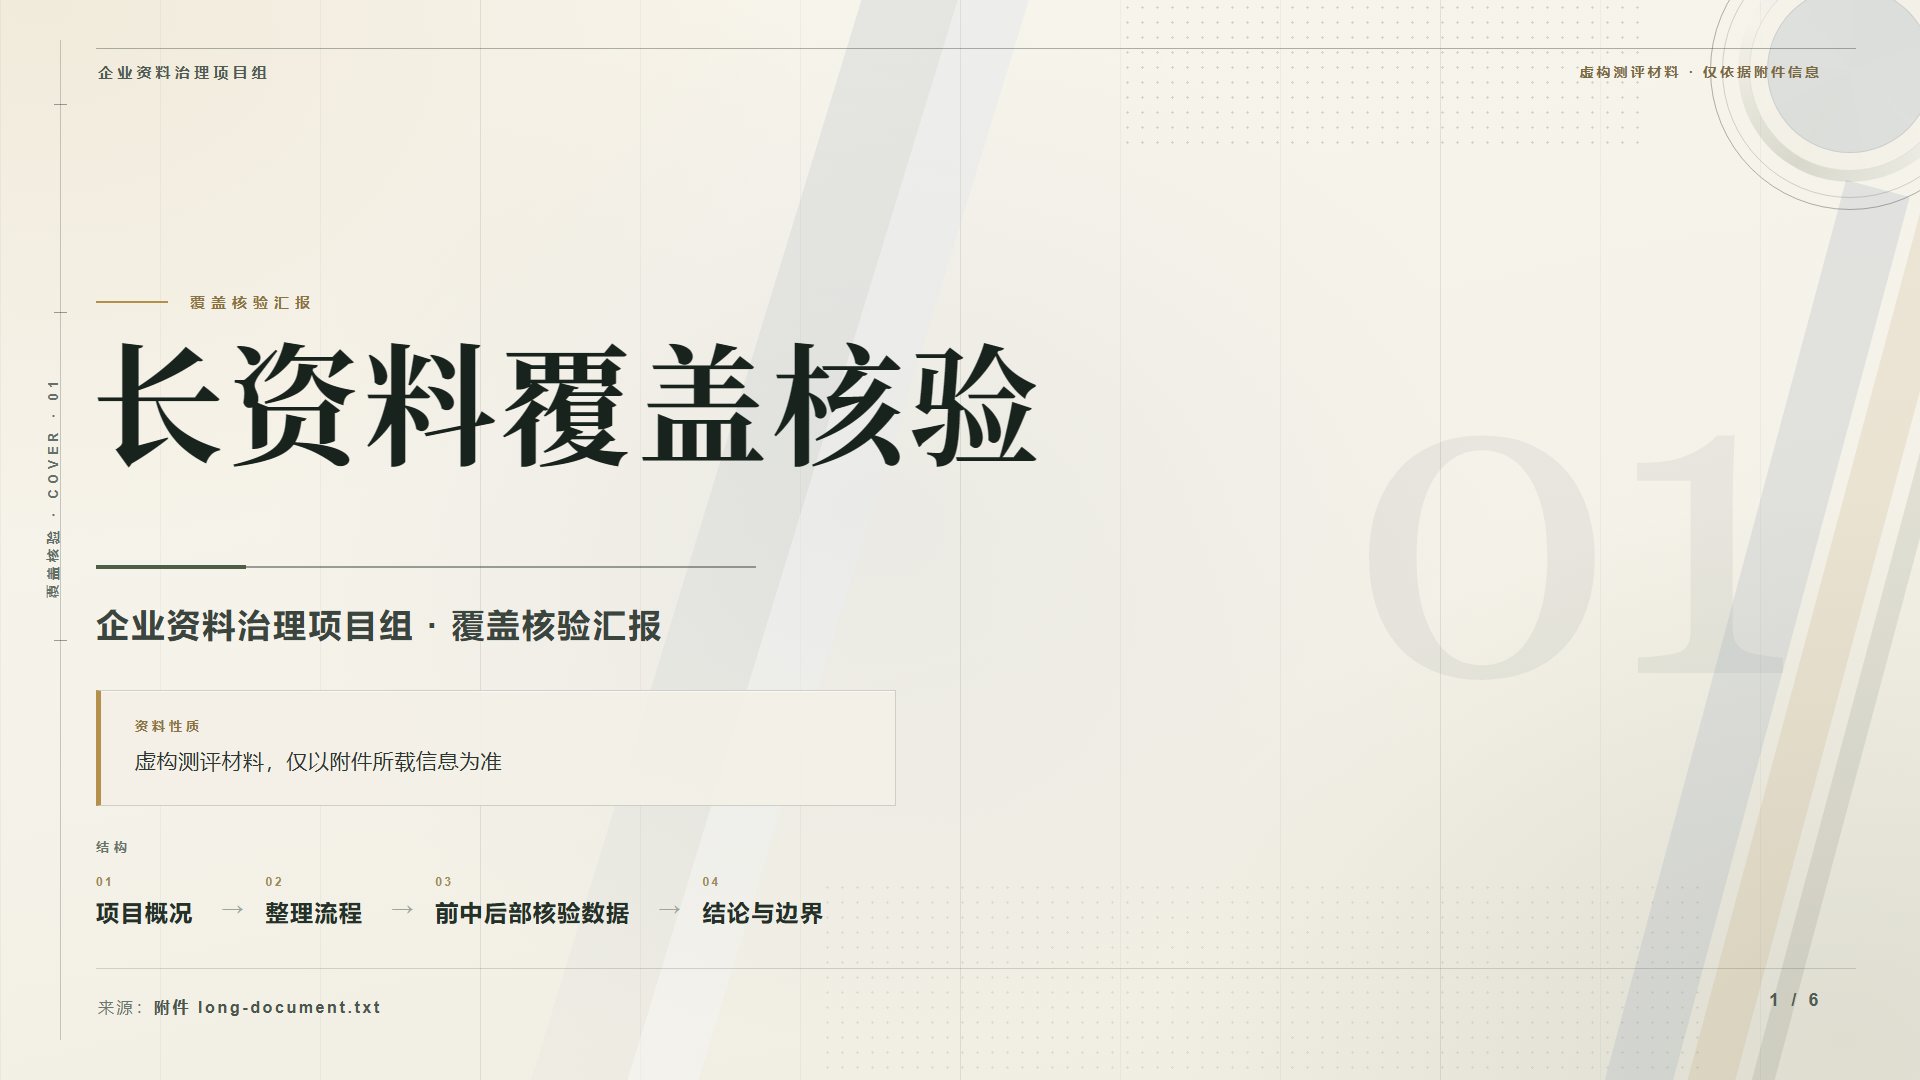 企业资料治理项目组
虚构测评材料 · 仅依据附件信息
覆盖核验 · COVER · 01
覆盖核验汇报
长资料覆盖核验
01
企业资料治理项目组 · 覆盖核验汇报
资料性质
虚构测评材料，仅以附件所载信息为准
结构
01 02 03 04
项目概况 → 整理流程 → 前中后部核验数据 → 结论与边界
来源：附件 long-document.txt
1 / 6